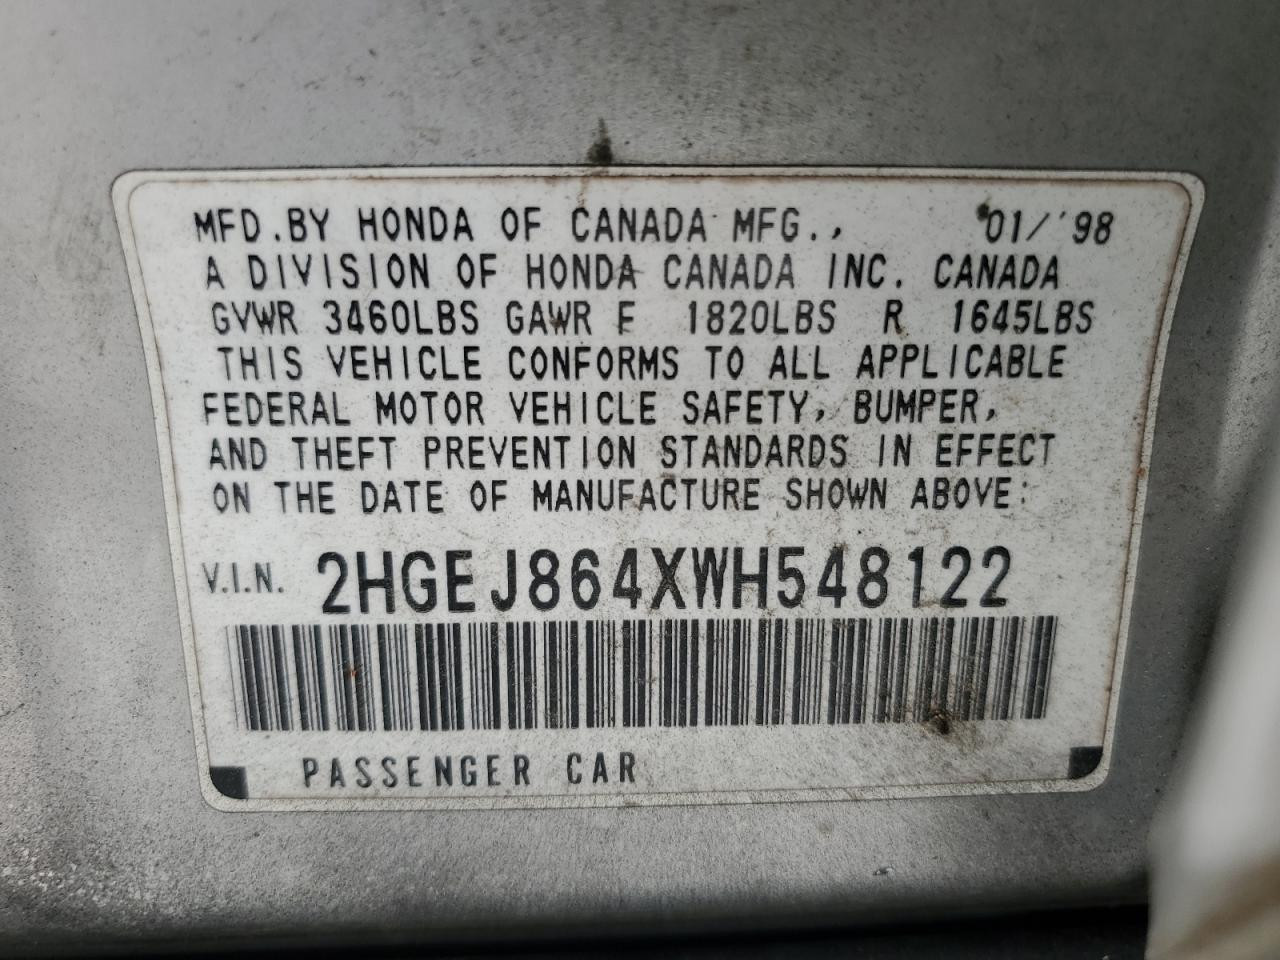 MFD.BY HONDA OF CANADA MFG., 01/'98
A DIVISION OF HONDA CANADA INC. CANADA
GVWR 3460LBS GAWR F 1820LBS R 1645LBS
THIS VEHICLE CONFORMS TO ALL APPLICABLE
FEDERAL MOTOR VEHICLE SAFETY, BUMPER,
AND THEFT PREVENTION STANDARDS IN EFFECT
ON THE DATE OF MANUFACTURE SHOWN ABOVE:
V.I.N. 2HGEJ864XWH548122
PASSENGER CAR